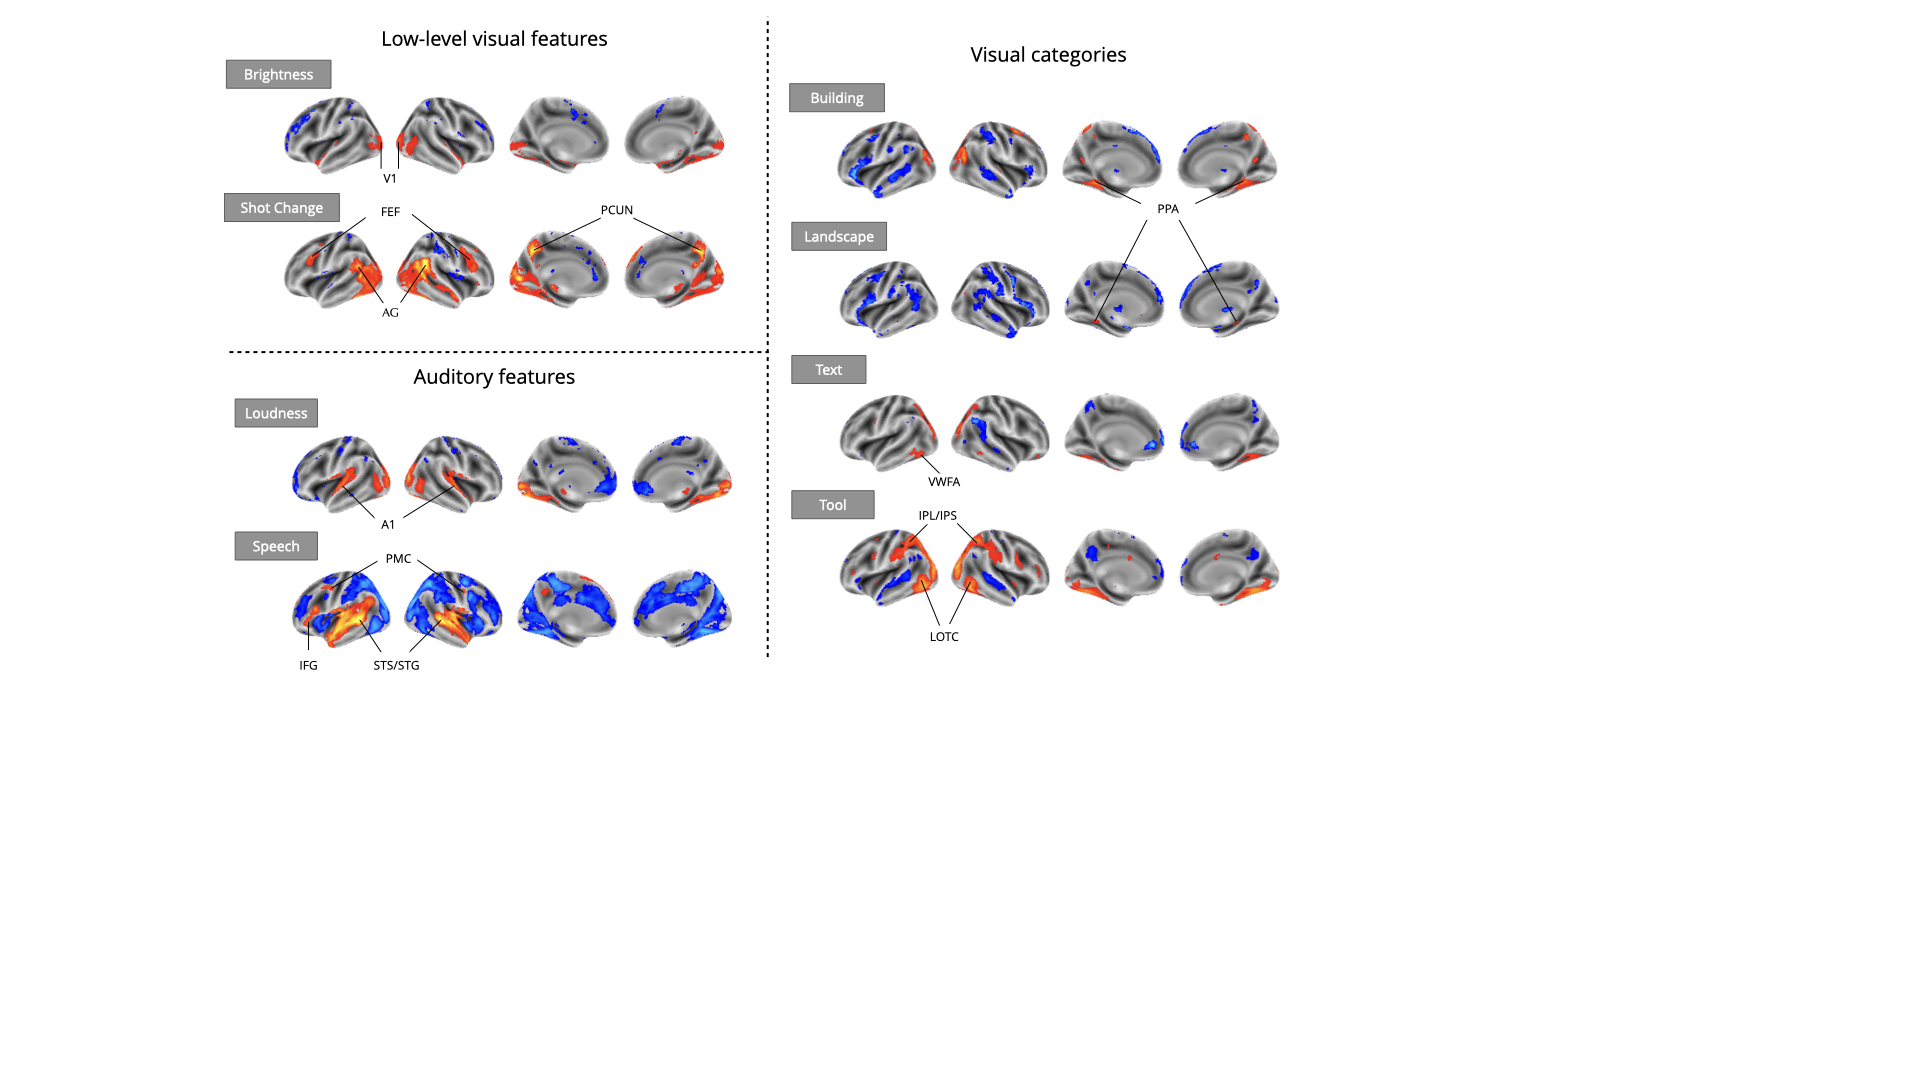 Low-level visual features
Brightness
V1
Shot Change
FEF
PCUN
AG
Auditory features
Loudness
A1
Speech
PMC
IFG
STS/STG
Visual categories
Building
PPA
Landscape
Text
VWFA
Tool
IPL/IPS
LOTC